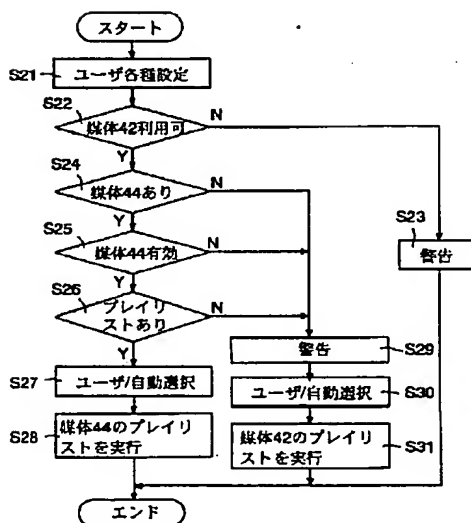 スタート
S21
ユーザ各種設定
S22
媒体42利用可
N
Y
S24
媒体44あり
N
Y
S25
媒体44有効
N
Y
S23
警告
S26
プレイリ
ストあり
N
Y
警告
S29
S27
ユーザ/自動選択
ユーザ/自動選択
S30
S28
媒体44のプレイリ
ストを実行
媒体42のプレイリ
ストを実行
S31
エンド